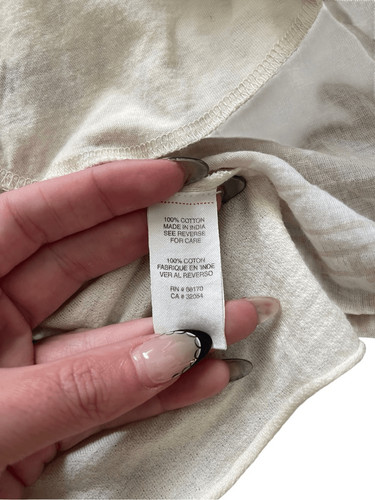 100% COTTON
MADE IN INDIA
SEE REVERSE
FOR CARE
100% COTON
FABRIQUE EN INDE
VER AL REVERSO
RN # 59170
CA # 32054